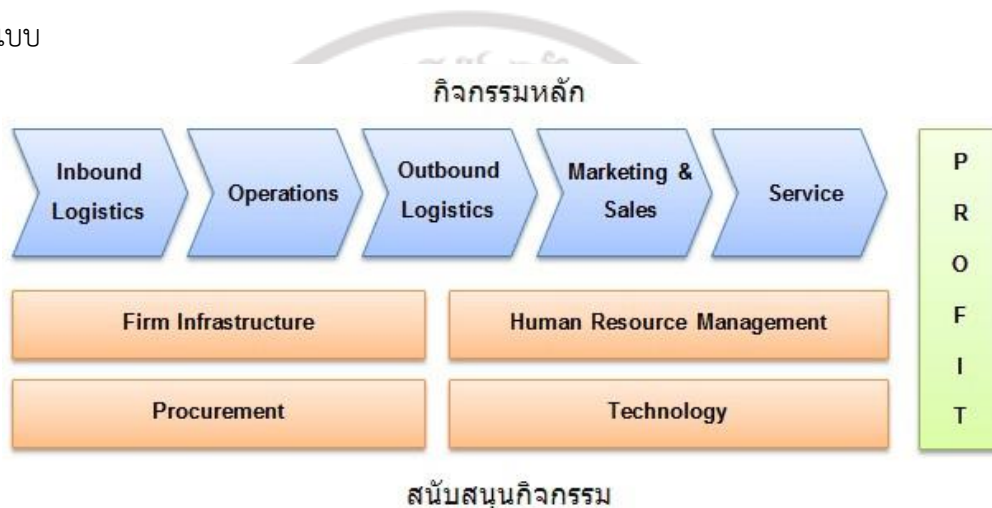 กิจกรรมหลัก
Inbound
Logistics
Operations
Outbound
Logistics
Marketing &
Sales
Service
P
R
O
F
I
T
Firm Infrastructure
Human Resource Management
Procurement
Technology
สนับสนุนกิจกรรม